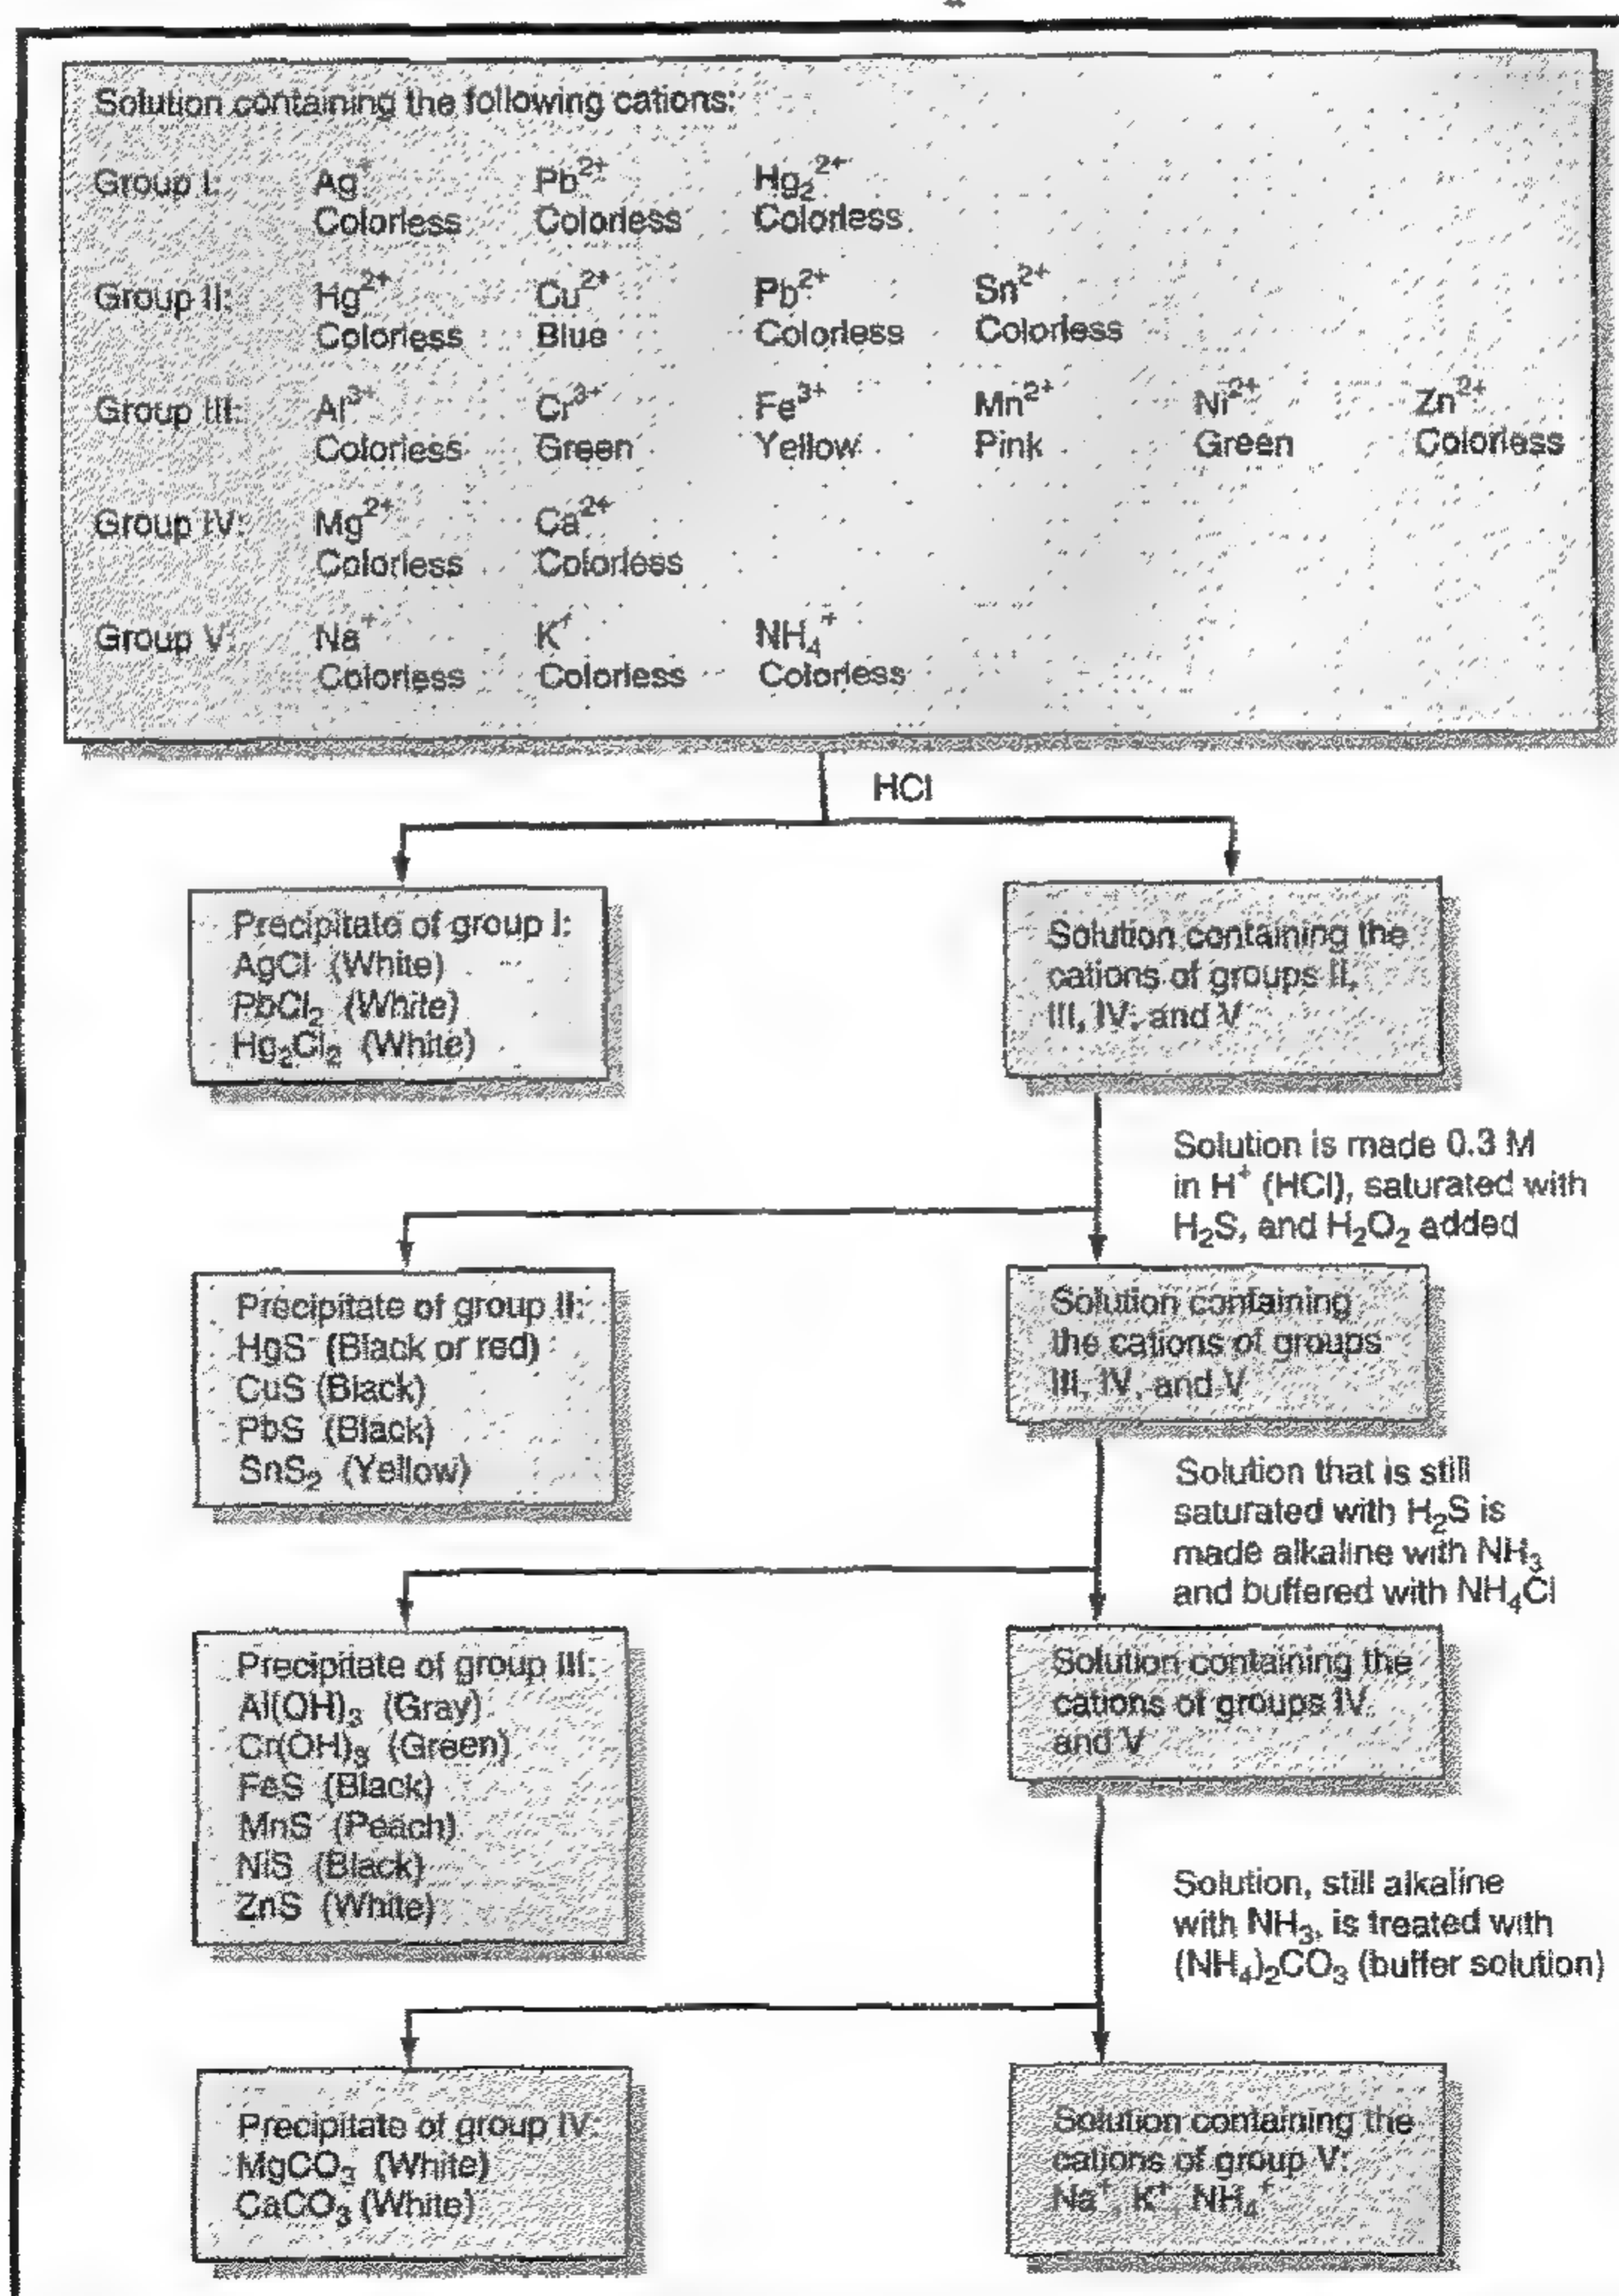 Solution containing the following cations:
Group I: Ag⁺ Pb²⁺ Hg₂²⁺
Colorless Colorless Colorless
Group II: Hg²⁺ Cu²⁺ Pb²⁺ Sn²⁺
Colorless Blue Colorless Colorless
Group III: Al³⁺ Cr³⁺ Fe³⁺ Mn²⁺ Ni²⁺ Zn²⁺
Colorless Green Yellow Pink Green Colorless
Group IV: Mg²⁺ Ca²⁺
Colorless Colorless
Group V: Na⁺ K⁺ NH₄⁺
Colorless Colorless Colorless
HCl
Precipitate of group I:
AgCl (White)
PbCl₂ (White)
Hg₂Cl₂ (White)
Solution containing the
cations of groups II,
III, IV, and V
Solution is made 0.3 M
in H⁺ (HCl), saturated with
H₂S, and H₂O₂ added
Precipitate of group II:
HgS (Black or red)
CuS (Black)
PbS (Black)
SnS₂ (Yellow)
Solution containing
the cations of groups
III, IV, and V
Solution that is still
saturated with H₂S is
made alkaline with NH₃
and buffered with NH₄Cl
Precipitate of group III:
Al(OH)₃ (Gray)
Cr(OH)₃ (Green)
FeS (Black)
MnS (Peach)
NiS (Black)
ZnS (White)
Solution containing the
cations of groups IV
and V
Solution, still alkaline
with NH₃, is treated with
(NH₄)₂CO₃ (buffer solution)
Precipitate of group IV:
MgCO₃ (White)
CaCO₃ (White)
Solution containing the
cations of group V:
Na⁺, K⁺, NH₄⁺